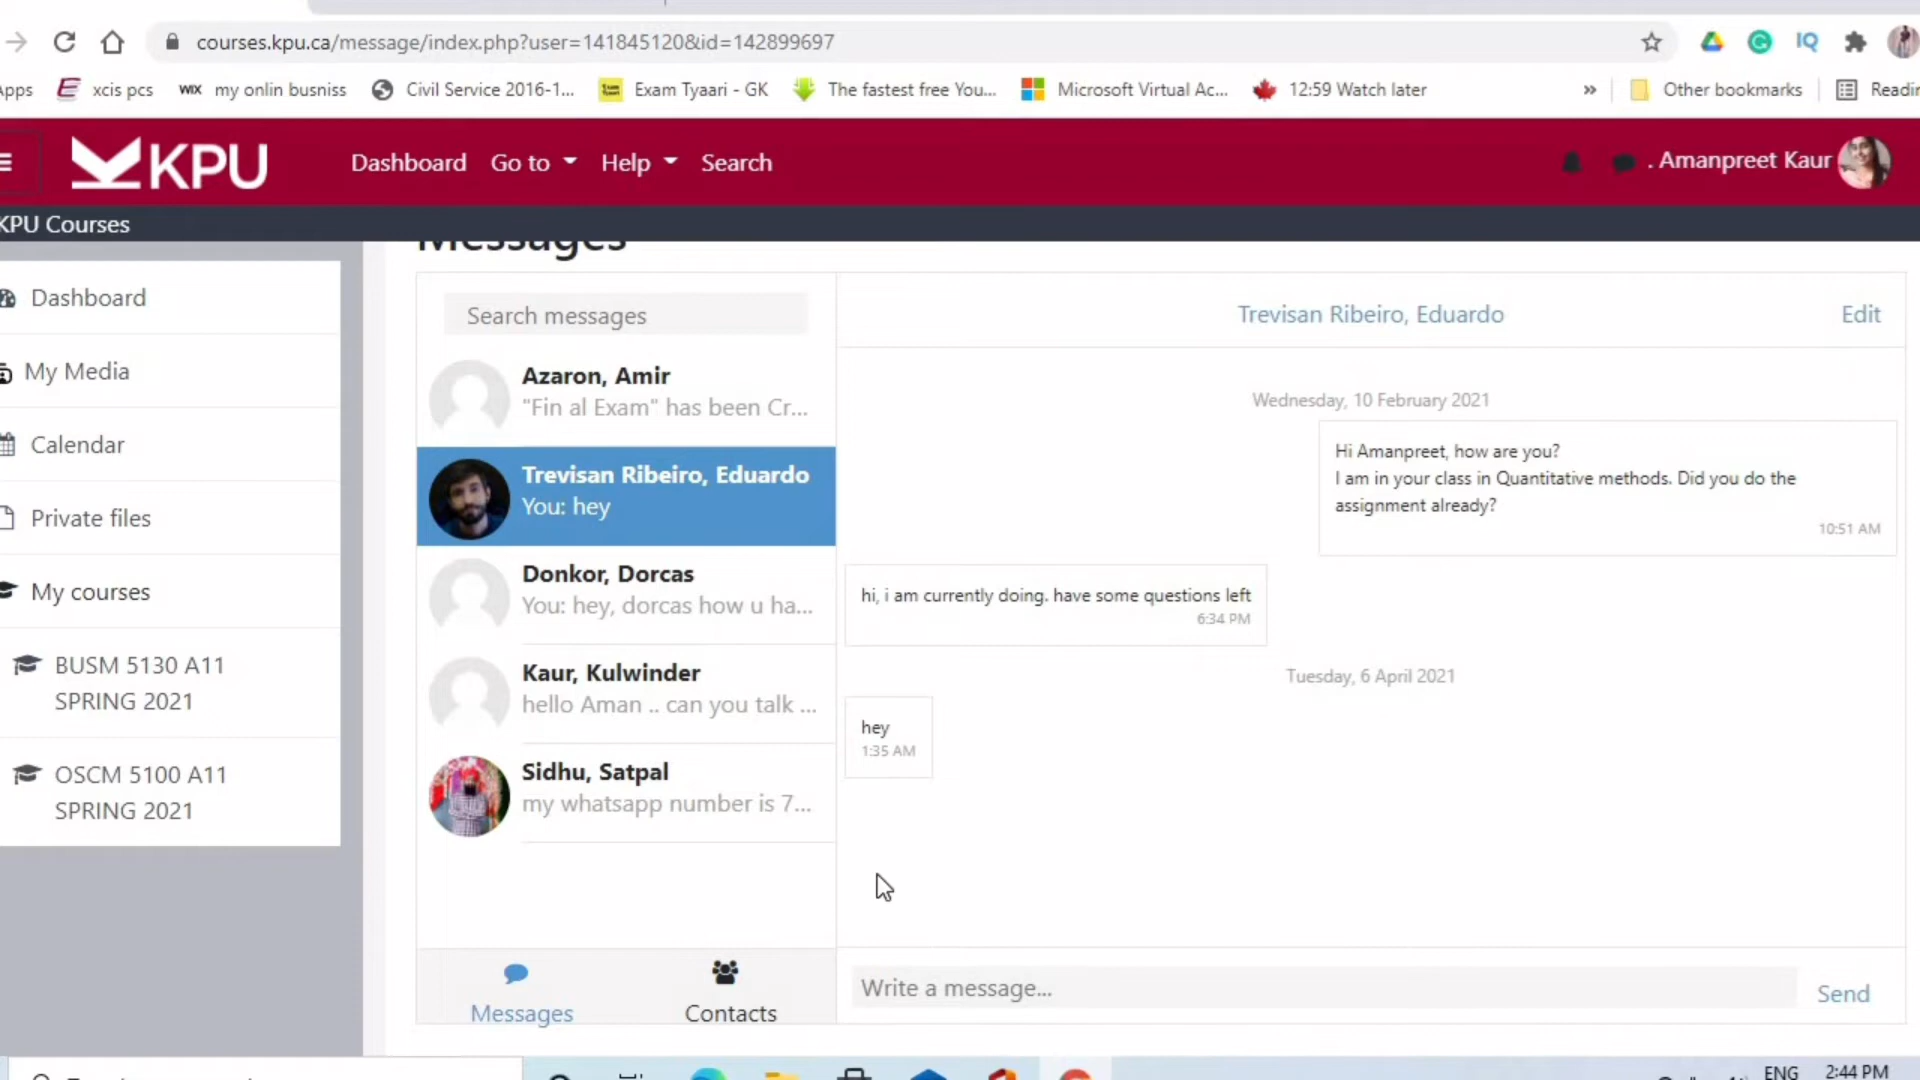 courses.kpu.ca/message/index.php?user=141845120&id=142899697
xcis pcs
WIX my onlin busniss
Civil Service 2016-1...
Exam Tyaari - GK
The fastest free You...
Microsoft Virtual Ac...
12:59 Watch later
»
Other bookmarks
KPU
Dashboard
Go to
Help
Search
. Amanpreet Kaur
KPU Courses
Messages
Dashboard
My Media
Calendar
Private files
My courses
BUSM 5130 A11
SPRING 2021
OSCM 5100 A11
SPRING 2021
Search messages
Azaron, Amir
"Fin al Exam" has been Cr...
Trevisan Ribeiro, Eduardo
You: hey
Donkor, Dorcas
You: hey, dorcas how u ha...
Kaur, Kulwinder
hello Aman .. can you talk ...
Sidhu, Satpal
my whatsapp number is 7...
Messages
Contacts
Trevisan Ribeiro, Eduardo
Edit
Wednesday, 10 February 2021
Hi Amanpreet, how are you?
I am in your class in Quantitative methods. Did you do the
assignment already?
10:51 AM
hi, i am currently doing. have some questions left
6:34 PM
Tuesday, 6 April 2021
hey
1:35 AM
Write a message...
Send
ENG
2:44 PM